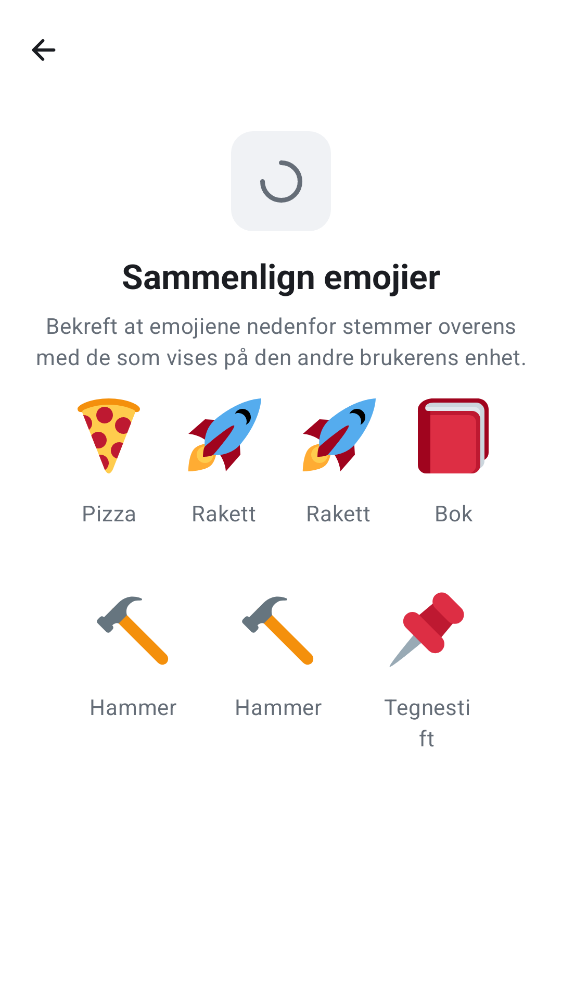 Sammenlign emojier
Bekreft at emojiene nedenfor stemmer overens
med de som vises på den andre brukerens enhet.
Pizza Rakett Rakett Bok
Hammer Hammer Tegnesti
ft